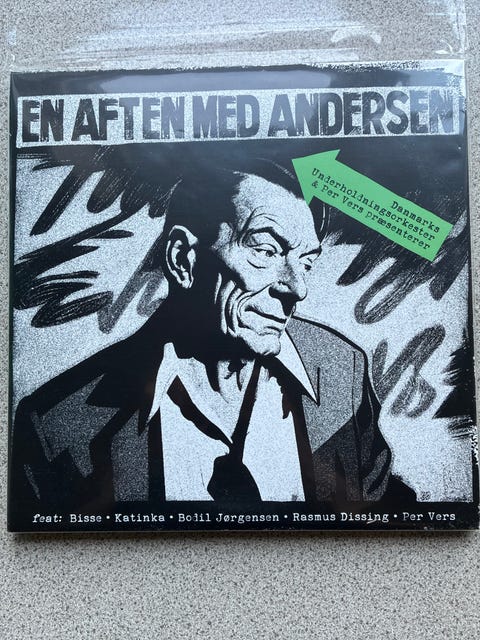 EN AFTEN MED ANDERSEN
Danmarks
Underholdningsorkester
& Per Vers præsenterer
feat: Bisse • Katinka • Bodil Jørgensen • Rasmus Dissing • Per Vers